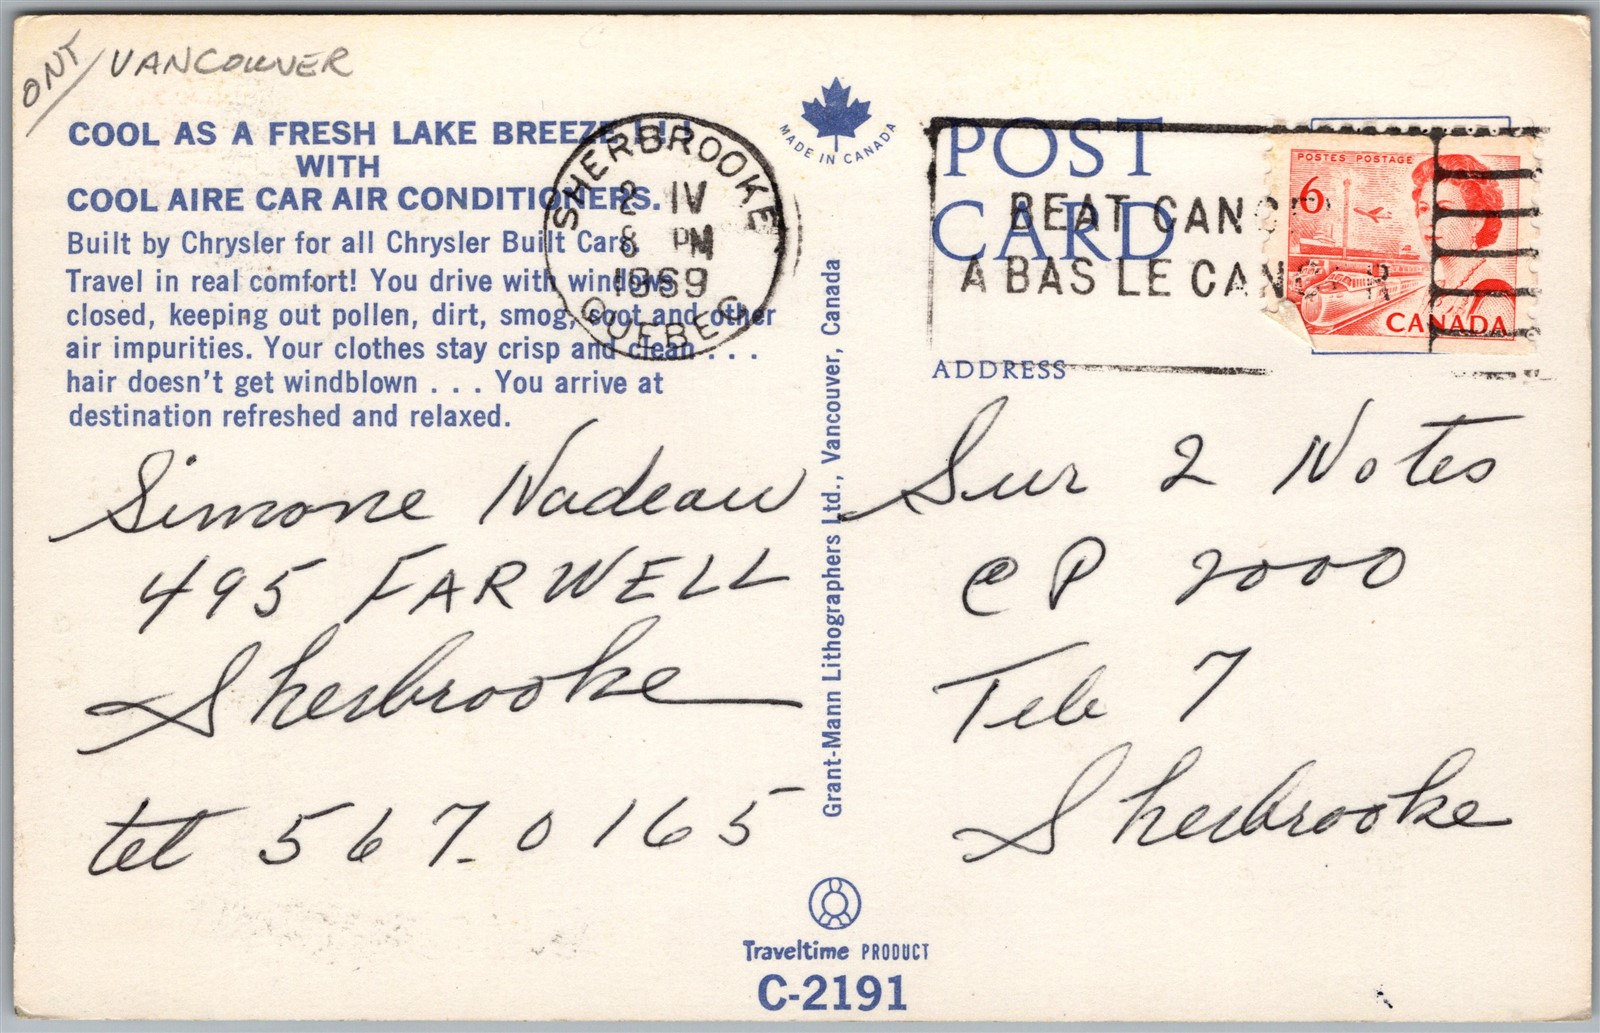 ONT/VANCOUVER
COOL AS A FRESH LAKE BREEZE ! ! !
WITH
COOL AIRE CAR AIR CONDITIONERS.
Built by Chrysler for all Chrysler Built Cars.
Travel in real comfort! You drive with windows
closed, keeping out pollen, dirt, smog, soot and other
air impurities. Your clothes stay crisp and clean . . .
hair doesn't get windblown . . . You arrive at
destination refreshed and relaxed.
SHERBROOKE
2 IV
8 PM
1969
QUEBEC
Simone Nadeau
495 FARWELL
Sherbrooke
tel 567-0165
MADE IN CANADA
Grant-Mann Lithographers Ltd., Vancouver, Canada
Traveltime PRODUCT
C-2191
POST
CARD
BEAT CANCER
A BAS LE CANCER
POSTES POSTAGE
6
CANADA
ADDRESS
Sur 2 Notes
CP 2000
Tele 7
Sherbrooke